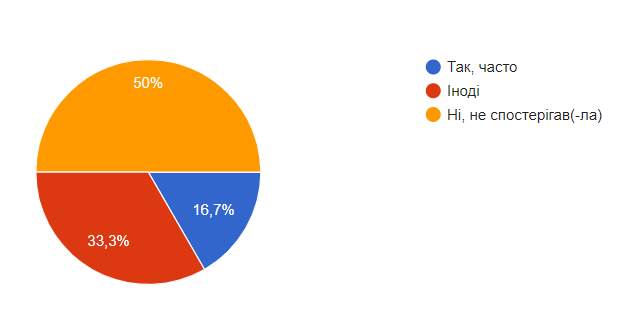 50%
16,7%
33,3%
Так, часто
Іноді
Ні, не спостерігав(-ла)